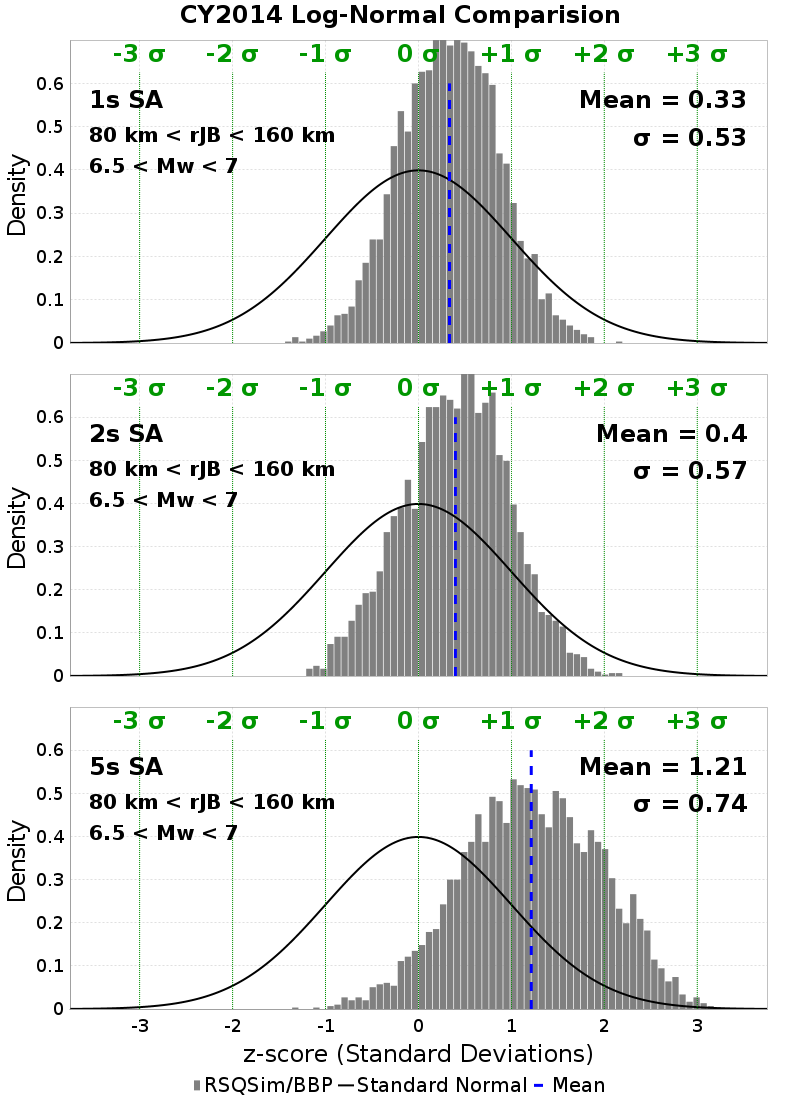 CY2014 Log-Normal Comparision
-3 σ -2 σ -1 σ 0 σ +1 σ +2 σ +3 σ
1s SA
80 km < rJB < 160 km
6.5 < Mw < 7
Mean = 0.33
σ = 0.53
Density
0.6
0.5
0.4
0.3
0.2
0.1
0
-3 σ -2 σ -1 σ 0 σ +1 σ +2 σ +3 σ
2s SA
80 km < rJB < 160 km
6.5 < Mw < 7
Mean = 0.4
σ = 0.57
Density
0.6
0.5
0.4
0.3
0.2
0.1
0
-3 σ -2 σ -1 σ 0 σ +1 σ +2 σ +3 σ
5s SA
80 km < rJB < 160 km
6.5 < Mw < 7
Mean = 1.21
σ = 0.74
Density
0.6
0.5
0.4
0.3
0.2
0.1
0
-3 -2 -1 0 1 2 3
z-score (Standard Deviations)
RSQSim/BBP Standard Normal Mean